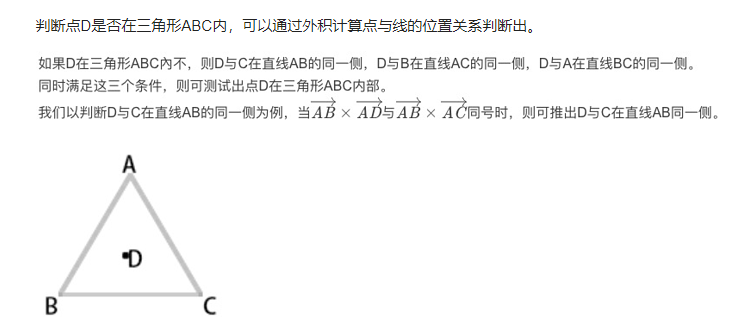 判断点D是否在三角形ABC内，可以通过外积计算点与线的位置关系判断出。
如果D在三角形ABC内不，则D与C在直线AB的同一侧，D与B在直线AC的同一侧，D与A在直线BC的同一侧。
同时满足这三个条件，则可测试出点D在三角形ABC内部。
我们以判断D与C在直线AB的同一侧为例，当$\overrightarrow{AB} \times \overrightarrow{AD}$与$\overrightarrow{AB} \times \overrightarrow{AC}$同号时，则可推出D与C在直线AB同一侧。
A
D
B
C